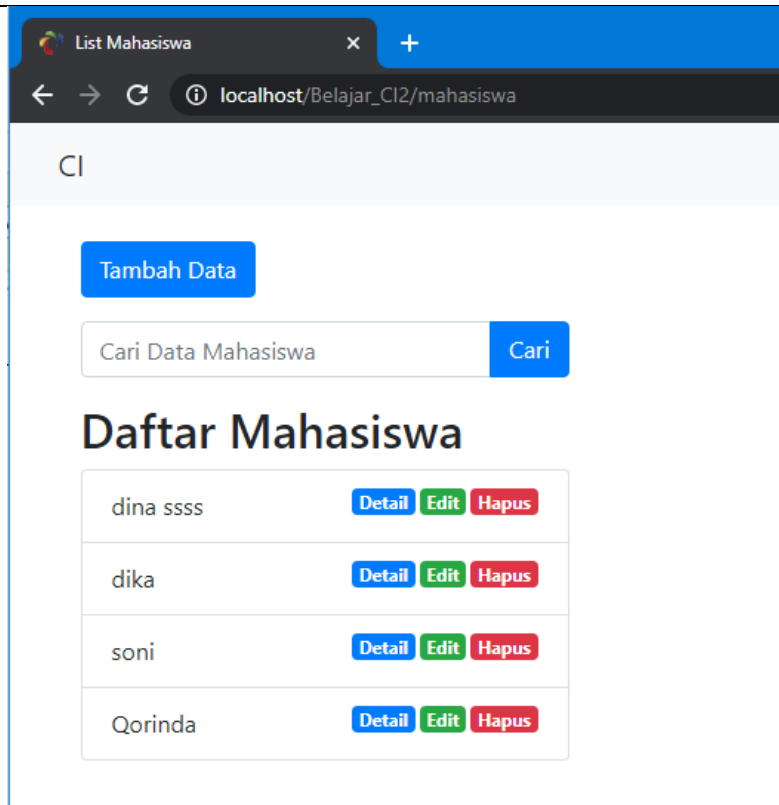 List Mahasiswa
localhost/Belajar_CI2/mahasiswa
CI
Tambah Data
Cari Data Mahasiswa Cari
Daftar Mahasiswa
dina ssss Detail Edit Hapus
dika Detail Edit Hapus
soni Detail Edit Hapus
Qorinda Detail Edit Hapus